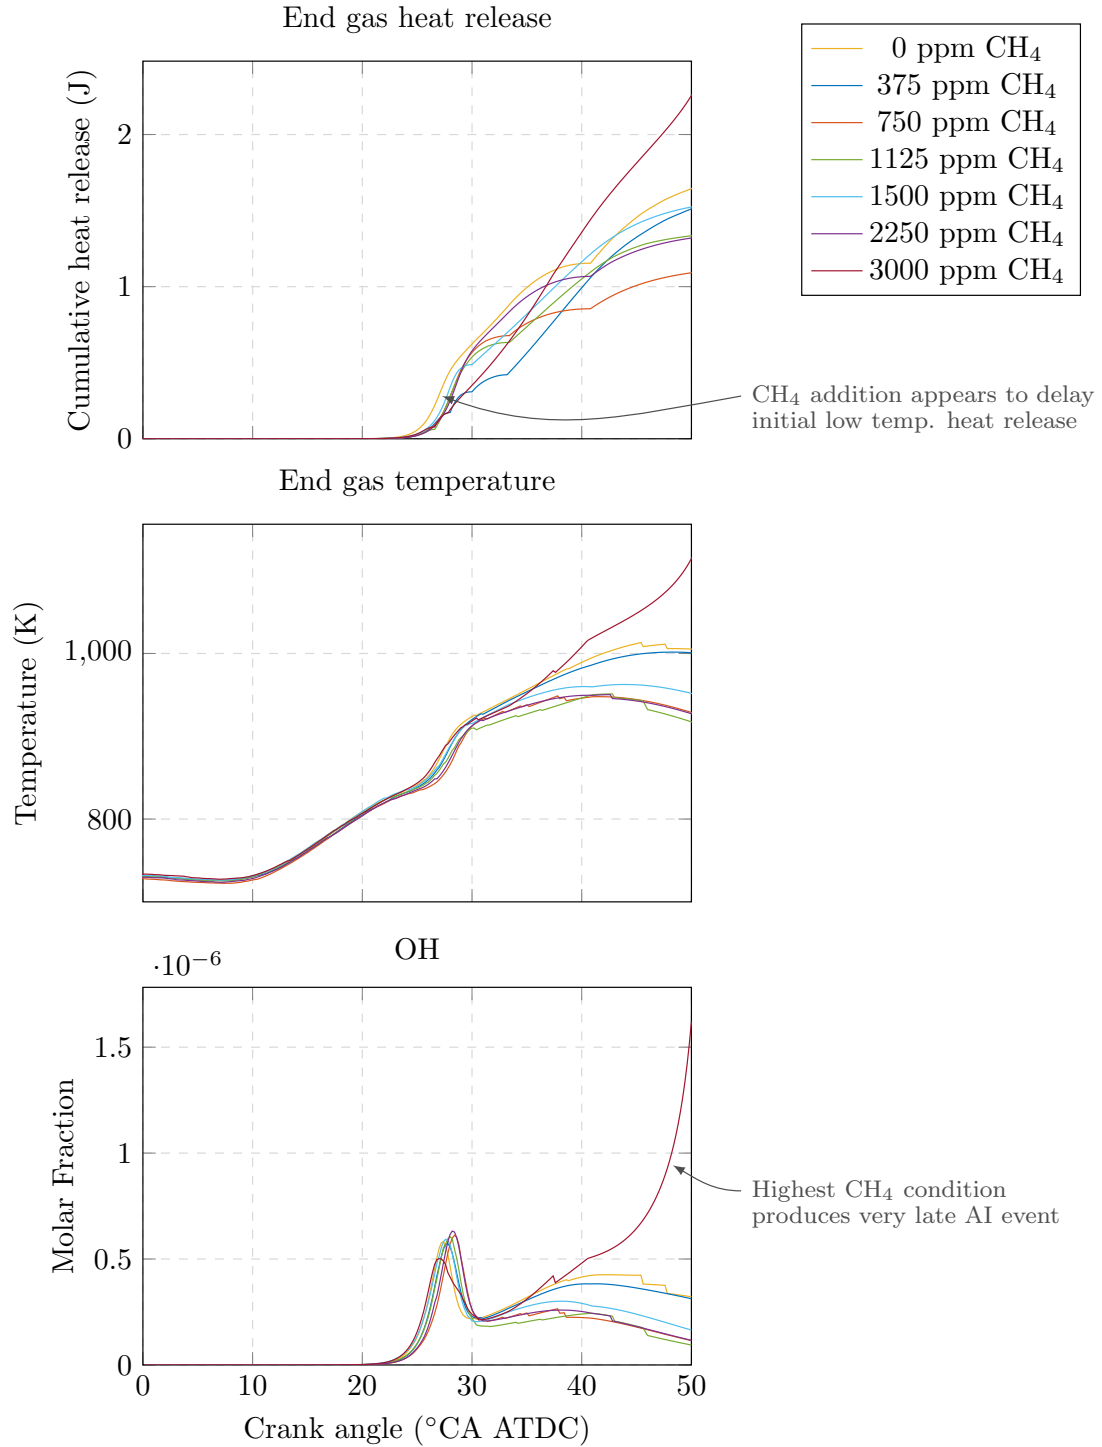 End gas heat release
0 ppm CH₄
375 ppm CH₄
750 ppm CH₄
1125 ppm CH₄
1500 ppm CH₄
2250 ppm CH₄
3000 ppm CH₄
Cumulative heat release (J)
2
1
0
CH₄ addition appears to delay
initial low temp. heat release
End gas temperature
Temperature (K)
1,000
800
OH
·10⁻⁶
Molar Fraction
1.5
1
0.5
0
Highest CH₄ condition
produces very late AI event
0 10 20 30 40 50
Crank angle (°CA ATDC)